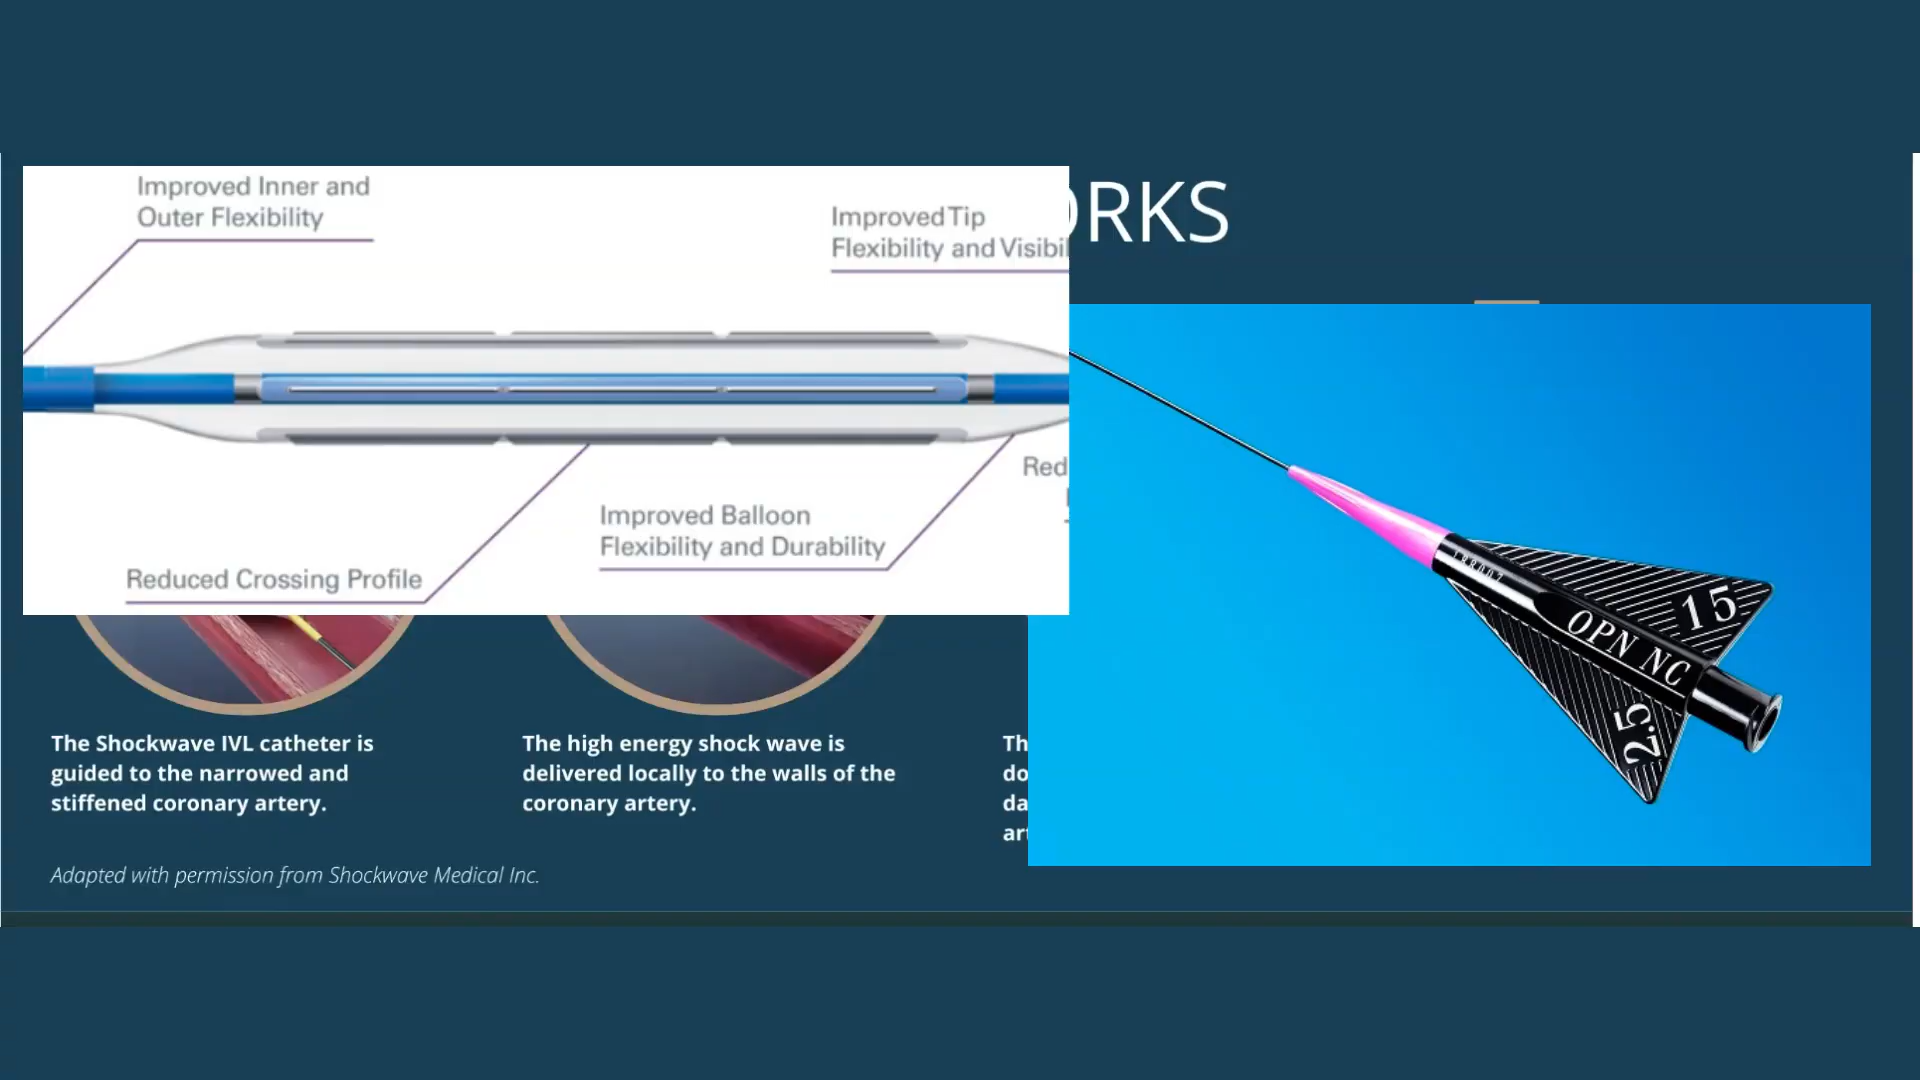 ORKS
Improved Inner and
Outer Flexibility
Improved Tip
Flexibility and Visibil
Red
Improved Balloon
Flexibility and Durability
Reduced Crossing Profile
OPN NC
15
2.5
The Shockwave IVL catheter is
guided to the narrowed and
stiffened coronary artery.
The high energy shock wave is
delivered locally to the walls of the
coronary artery.
Th
do
da
art
Adapted with permission from Shockwave Medical Inc.